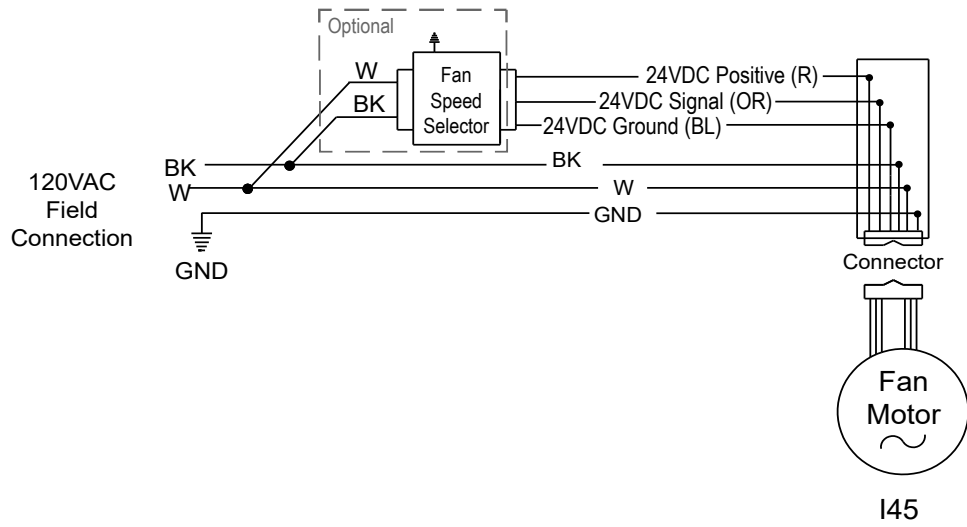 Optional
W
BK
Fan
Speed
Selector
24VDC Positive (R)
24VDC Signal (OR)
24VDC Ground (BL)
120VAC
Field
Connection
BK
W
GND
BK
W
GND
Connector
Fan
Motor
I45